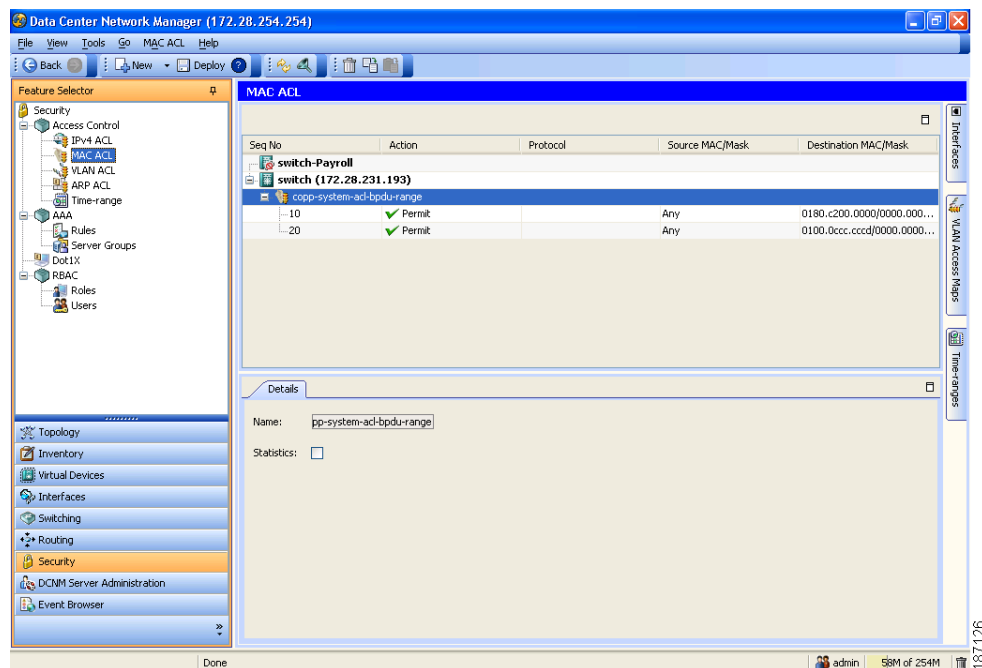 Data Center Network Manager (172.28.254.254)
File View Tools Go MAC ACL Help
Back New Deploy
Feature Selector
Security
Access Control
IPv4 ACL
MAC ACL
VLAN ACL
ARP ACL
Time-range
AAA
Rules
Server Groups
Dot1X
RBAC
Roles
Users
Topology
Inventory
Virtual Devices
Interfaces
Switching
Routing
Security
DCNM Server Administration
Event Browser
MAC ACL
Seq No Action Protocol Source MAC/Mask Destination MAC/Mask
switch-Payroll
switch (172.28.231.193)
copp-system-acl-bpdu-range
10 Permit Any 0180.c200.0000/0000.000...
20 Permit Any 0100.0ccc.cccd/0000.0000...
Details
Name: pp-system-acl-bpdu-range
Statistics:
Interfaces
VLAN Access Maps
Time-ranges
Done admin 58M of 254M
187126